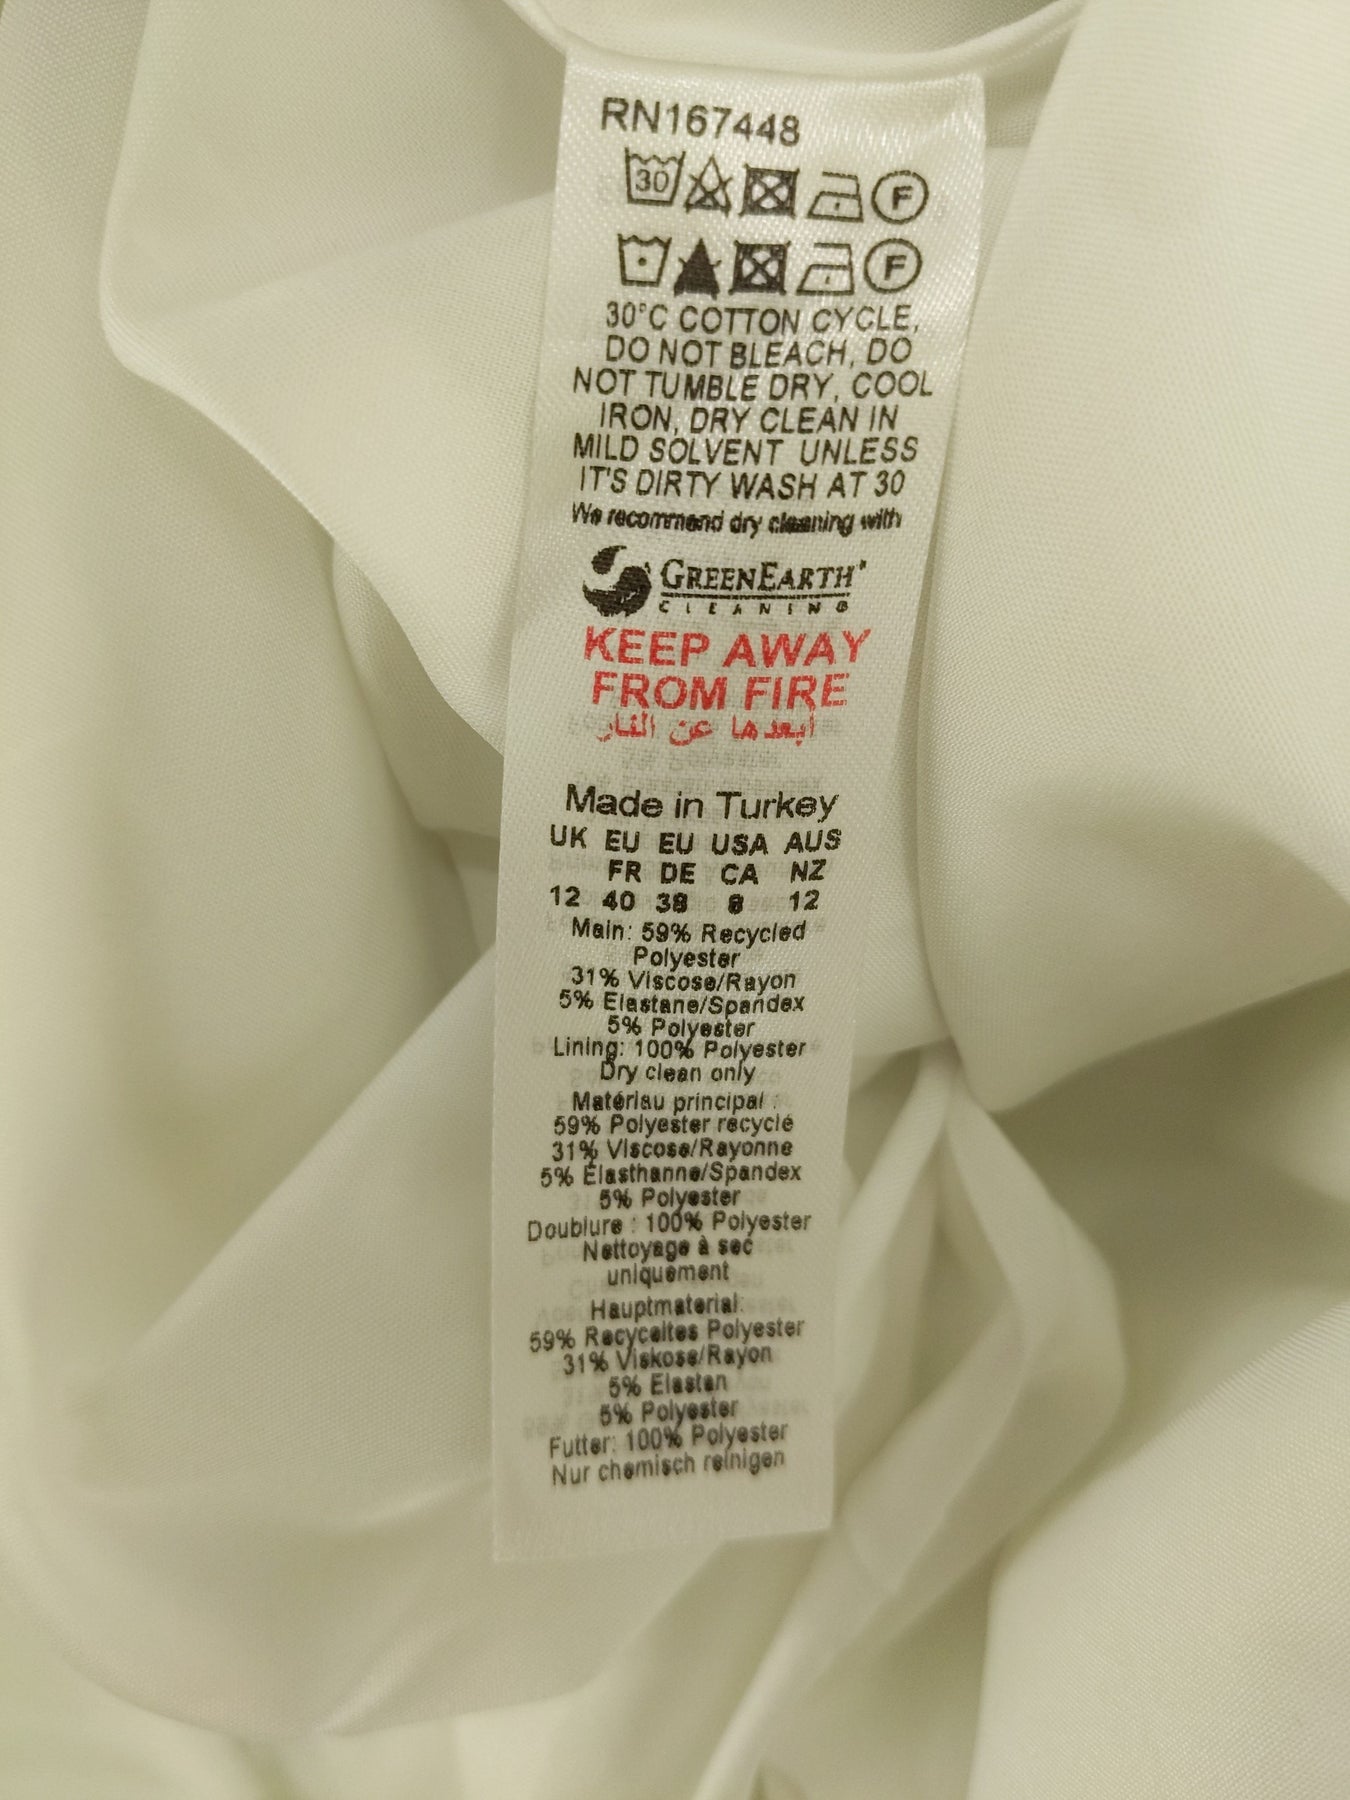 RN167448
30 F
F
30°C COTTON CYCLE,
DO NOT BLEACH, DO
NOT TUMBLE DRY, COOL
IRON, DRY CLEAN IN
MILD SOLVENT UNLESS
IT'S DIRTY WASH AT 30
We recommend dry cleaning with
GREENEARTH
CLEANING
KEEP AWAY
FROM FIRE
ابعدها عن النار
Made in Turkey
UK EU EU USA AUS
FR DE CA NZ
12 40 38 8 12
Main: 59% Recycled
Polyester
31% Viscose/Rayon
5% Elastane/Spandex
5% Polyester
Lining: 100% Polyester
Dry clean only
Matériau principal :
59% Polyester recyclé
31% Viscose/Rayonne
5% Élasthanne/Spandex
5% Polyester
Doublure : 100% Polyester
Nettoyage à sec
uniquement
Hauptmaterial:
59% Recyceltes Polyester
31% Viskose/Rayon
5% Elastan
5% Polyester
Futter: 100% Polyester
Nur chemisch reinigen